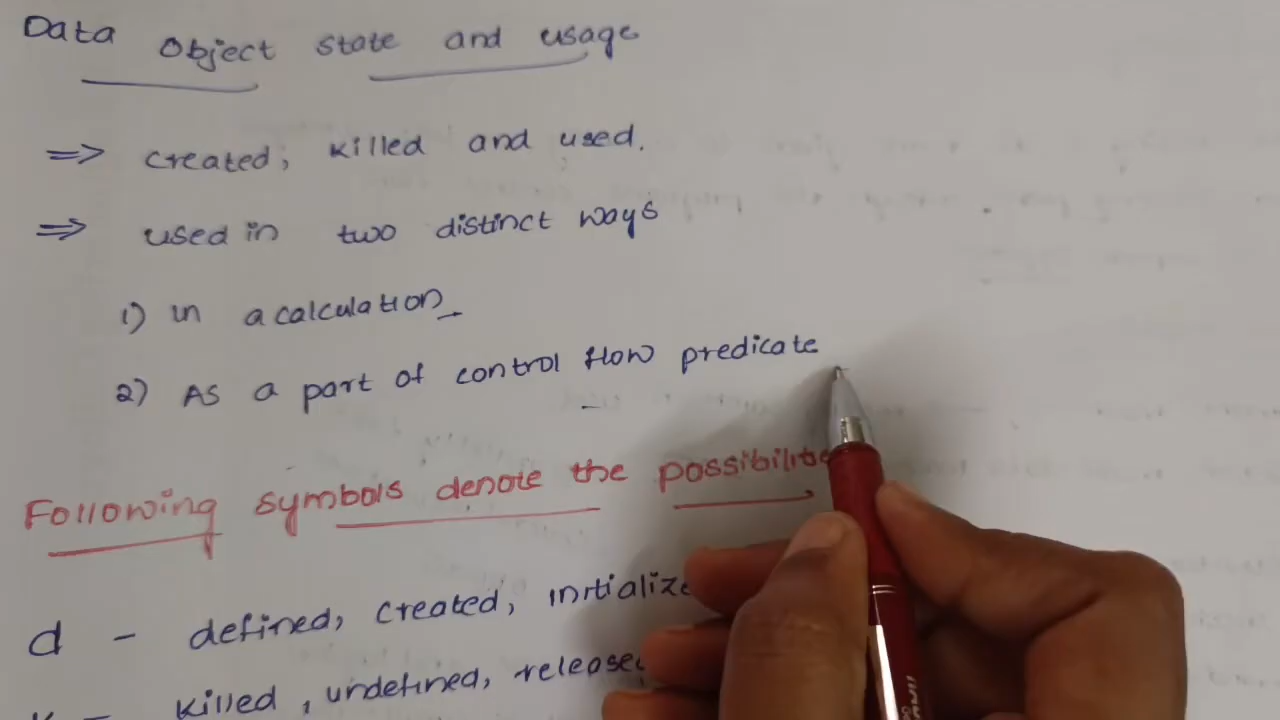 Data Object state and usage
⇒ created, killed and used.
⇒ used in two distinct ways
1) in a calculation
2) As a part of control flow predicate
Following symbols denote the
d - defined, created,
- killed, undefined,